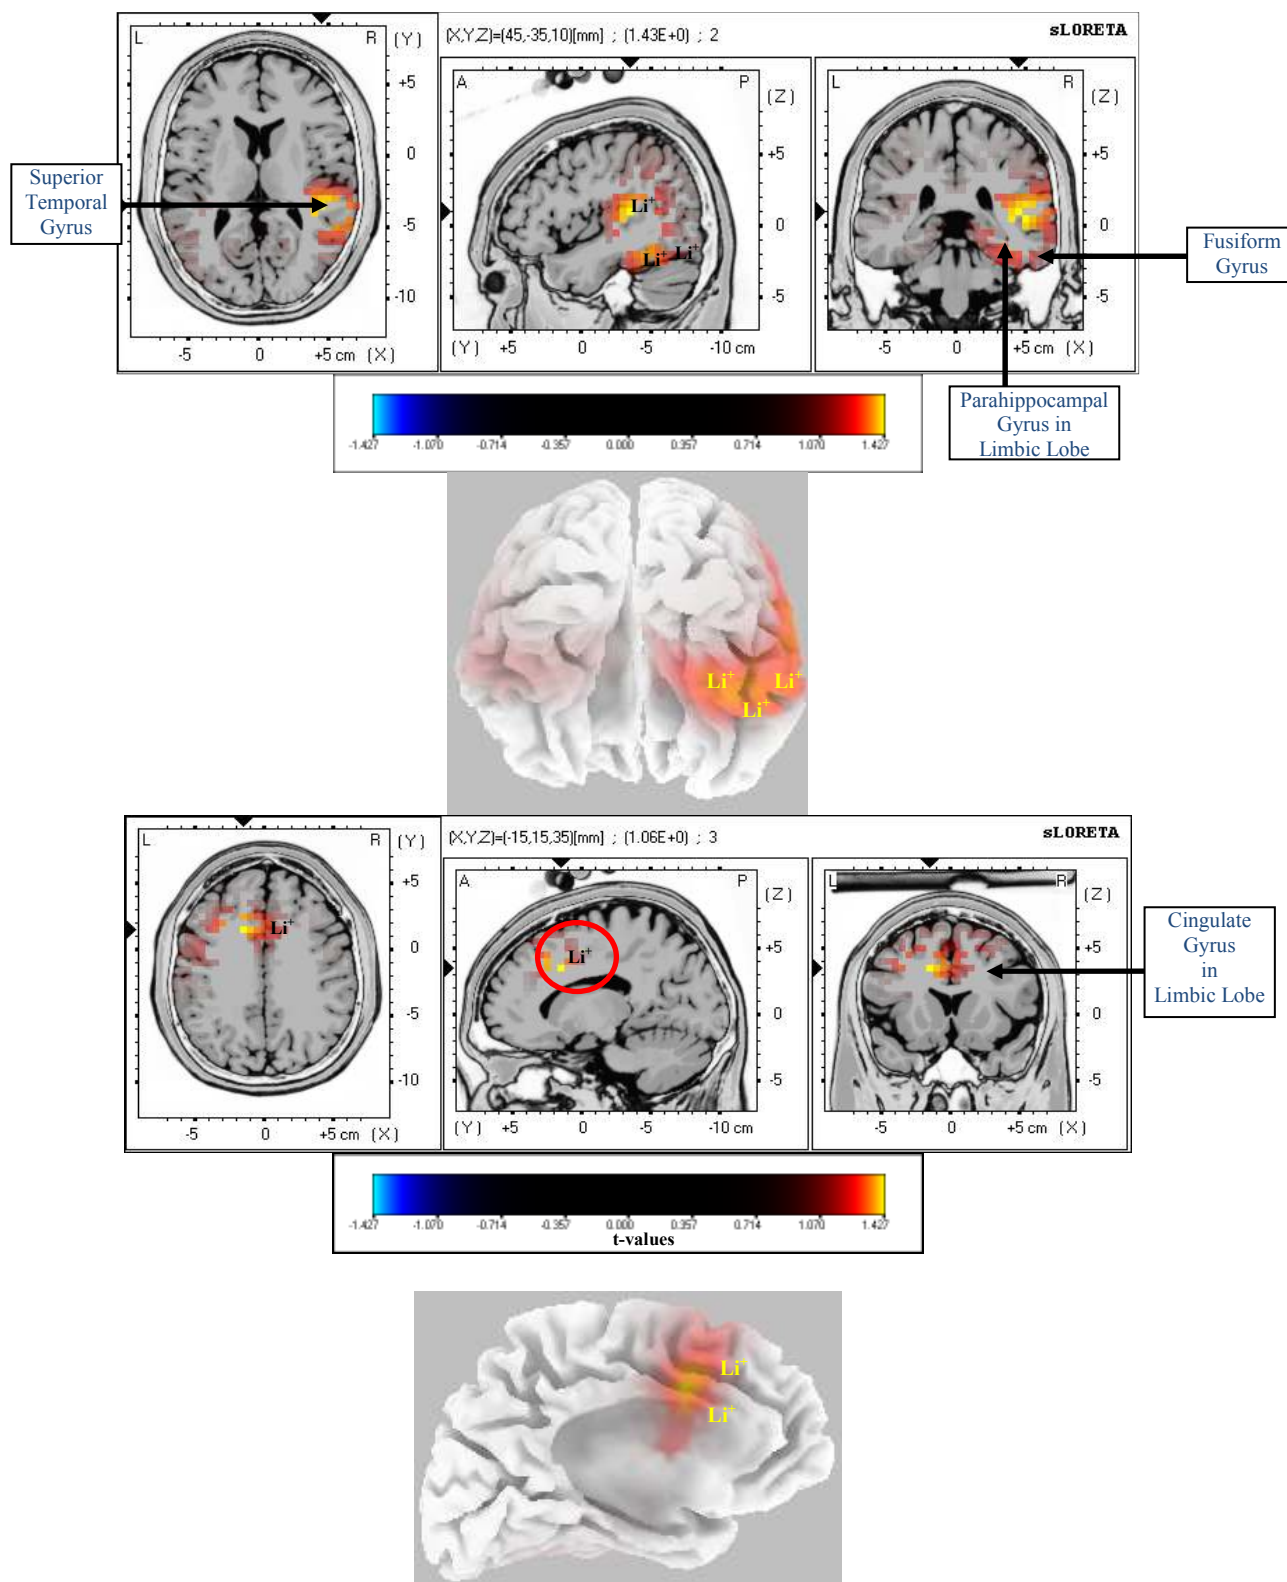 L
R
(Y)
(X,Y,Z)=(45,-35,10)[mm] ; (1.43E+0) ; 2
sLORETA
A
P
(Z)
L
R
(Z)
+5
0
-5
-10
+5
0
-5
+5
0
-5
Superior
Temporal
Gyrus
Li+
Li+
Li+
Fusiform
Gyrus
-5 0 +5 cm (X)
(Y) +5 0 -5 -10 cm
-5 0 +5 cm (X)
Parahippocampal
Gyrus in
Limbic Lobe
-1.427 -1.070 -0.714 -0.357 0.000 0.357 0.714 1.070 1.427
Li+
Li+
Li+
L
R
(Y)
(X,Y,Z)=(-15,15,35)[mm] ; (1.06E+0) ; 3
sLORETA
A
P
(Z)
L
R
(Z)
+5
0
-5
-10
+5
0
-5
+5
0
-5
Li+
Li+
Cingulate
Gyrus
in
Limbic Lobe
-5 0 +5 cm (X)
(Y) +5 0 -5 -10 cm
-5 0 +5 cm (X)
-1.427 -1.070 -0.714 -0.357 0.000 0.357 0.714 1.070 1.427
t-values
Li+
Li+